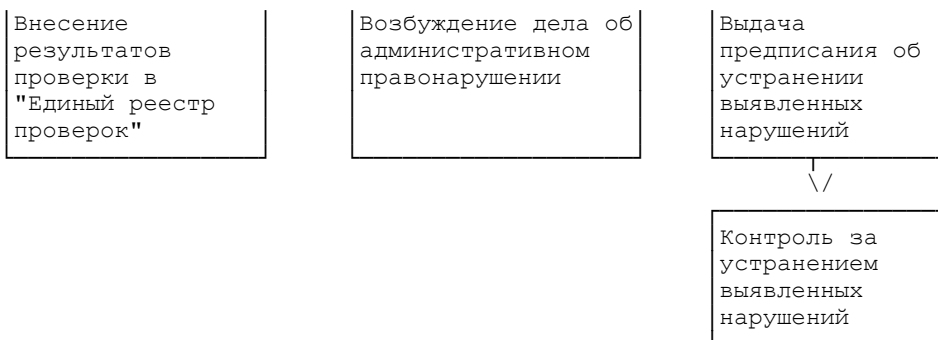 Внесение
результатов
проверки в
"Единый реестр
проверок"
Возбуждение дела об
административном
правонарушении
Выдача
предписания об
устранении
выявленных
нарушений
\/
Контроль за
устранением
выявленных
нарушений